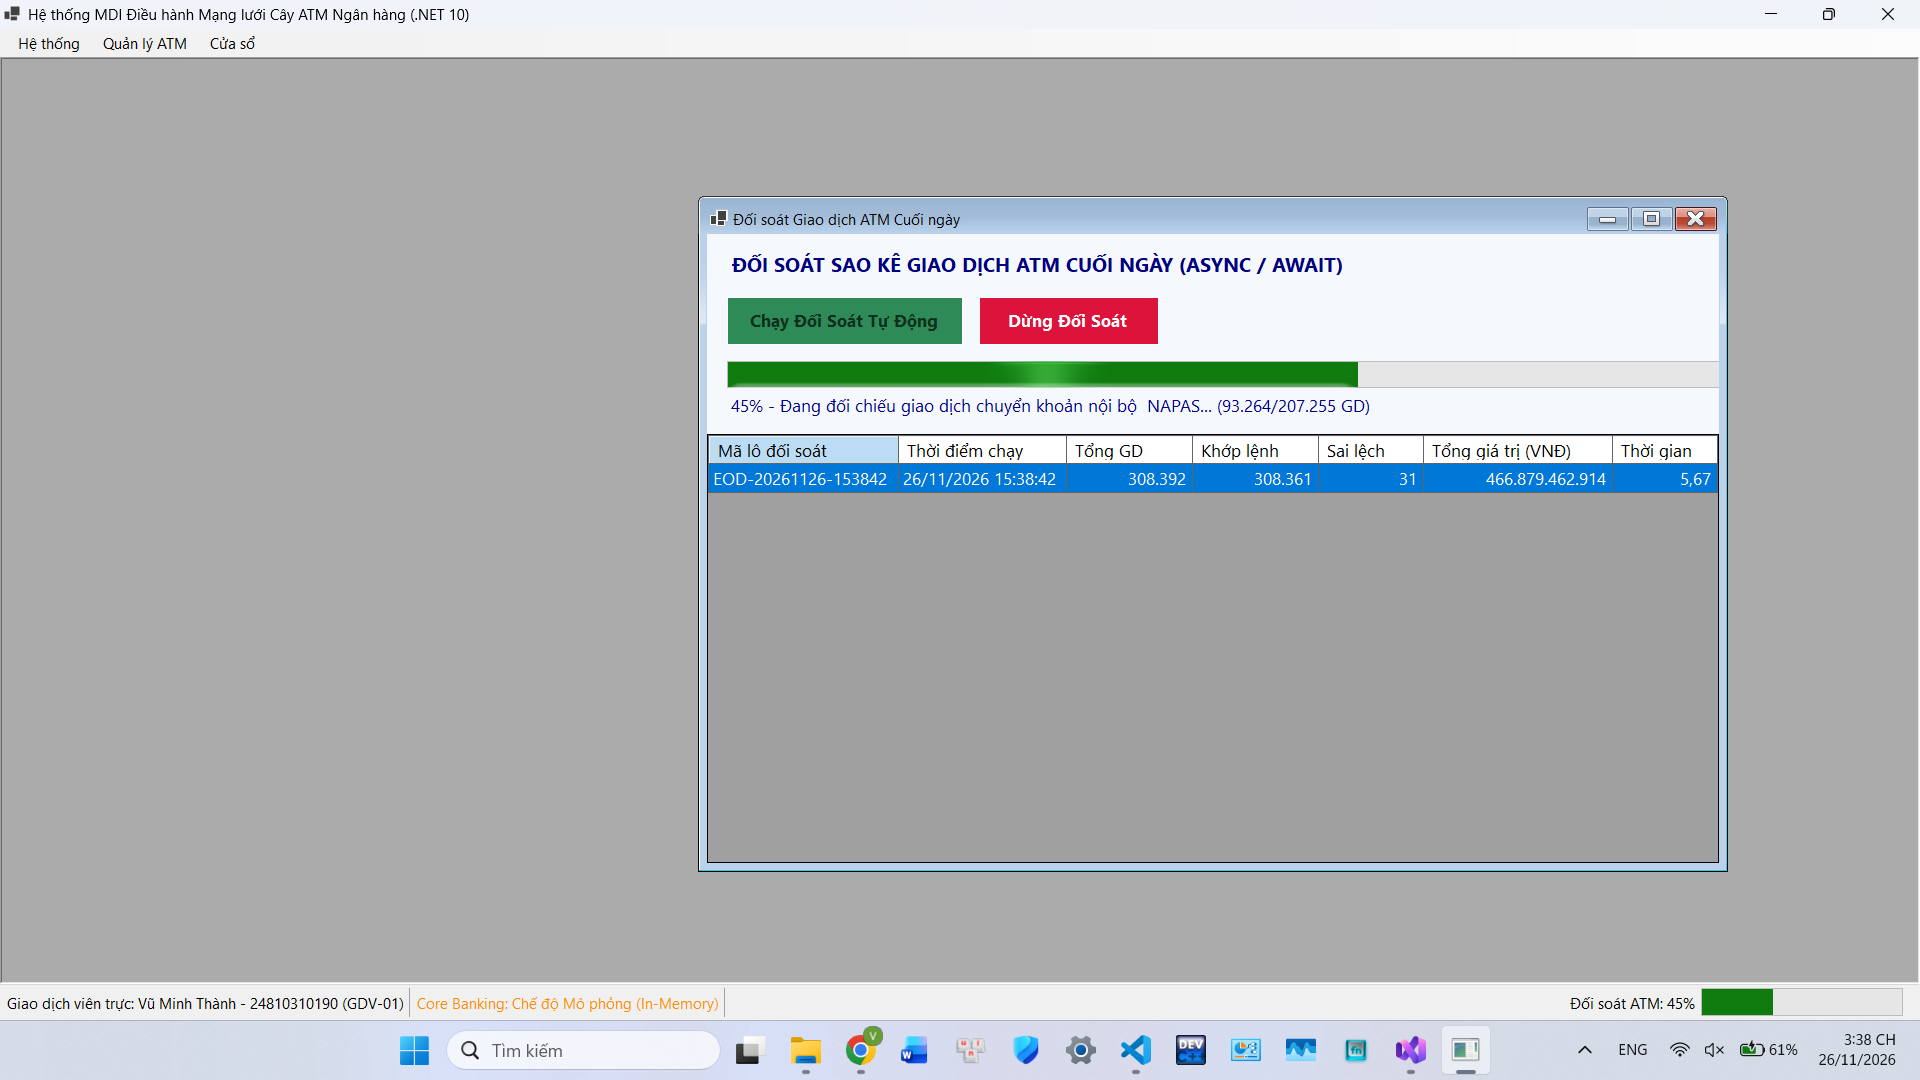 Hệ thống MDI Điều hành Mạng lưới Cây ATM Ngân hàng (.NET 10)
Hệ thống Quản lý ATM Cửa sổ
Đối soát Giao dịch ATM Cuối ngày
ĐỐI SOÁT SAO KÊ GIAO DỊCH ATM CUỐI NGÀY (ASYNC / AWAIT)
Chạy Đối Soát Tự Động Dừng Đối Soát
45% - Đang đối chiếu giao dịch chuyển khoản nội bộ  NAPAS... (93.264/207.255 GD)
Mã lô đối soát Thời điểm chạy Tổng GD Khớp lệnh Sai lệch Tổng giá trị (VNĐ) Thời gian
EOD-20261126-153842 26/11/2026 15:38:42 308.392 308.361 31 466.879.462.914 5,67
Giao dịch viên trực: Vũ Minh Thành - 24810310190 (GDV-01) Core Banking: Chế độ Mô phỏng (In-Memory) Đối soát ATM: 45%
Tìm kiếm
V
W
DEV
C++
fn
ENG
61%
3:38 CH
26/11/2026